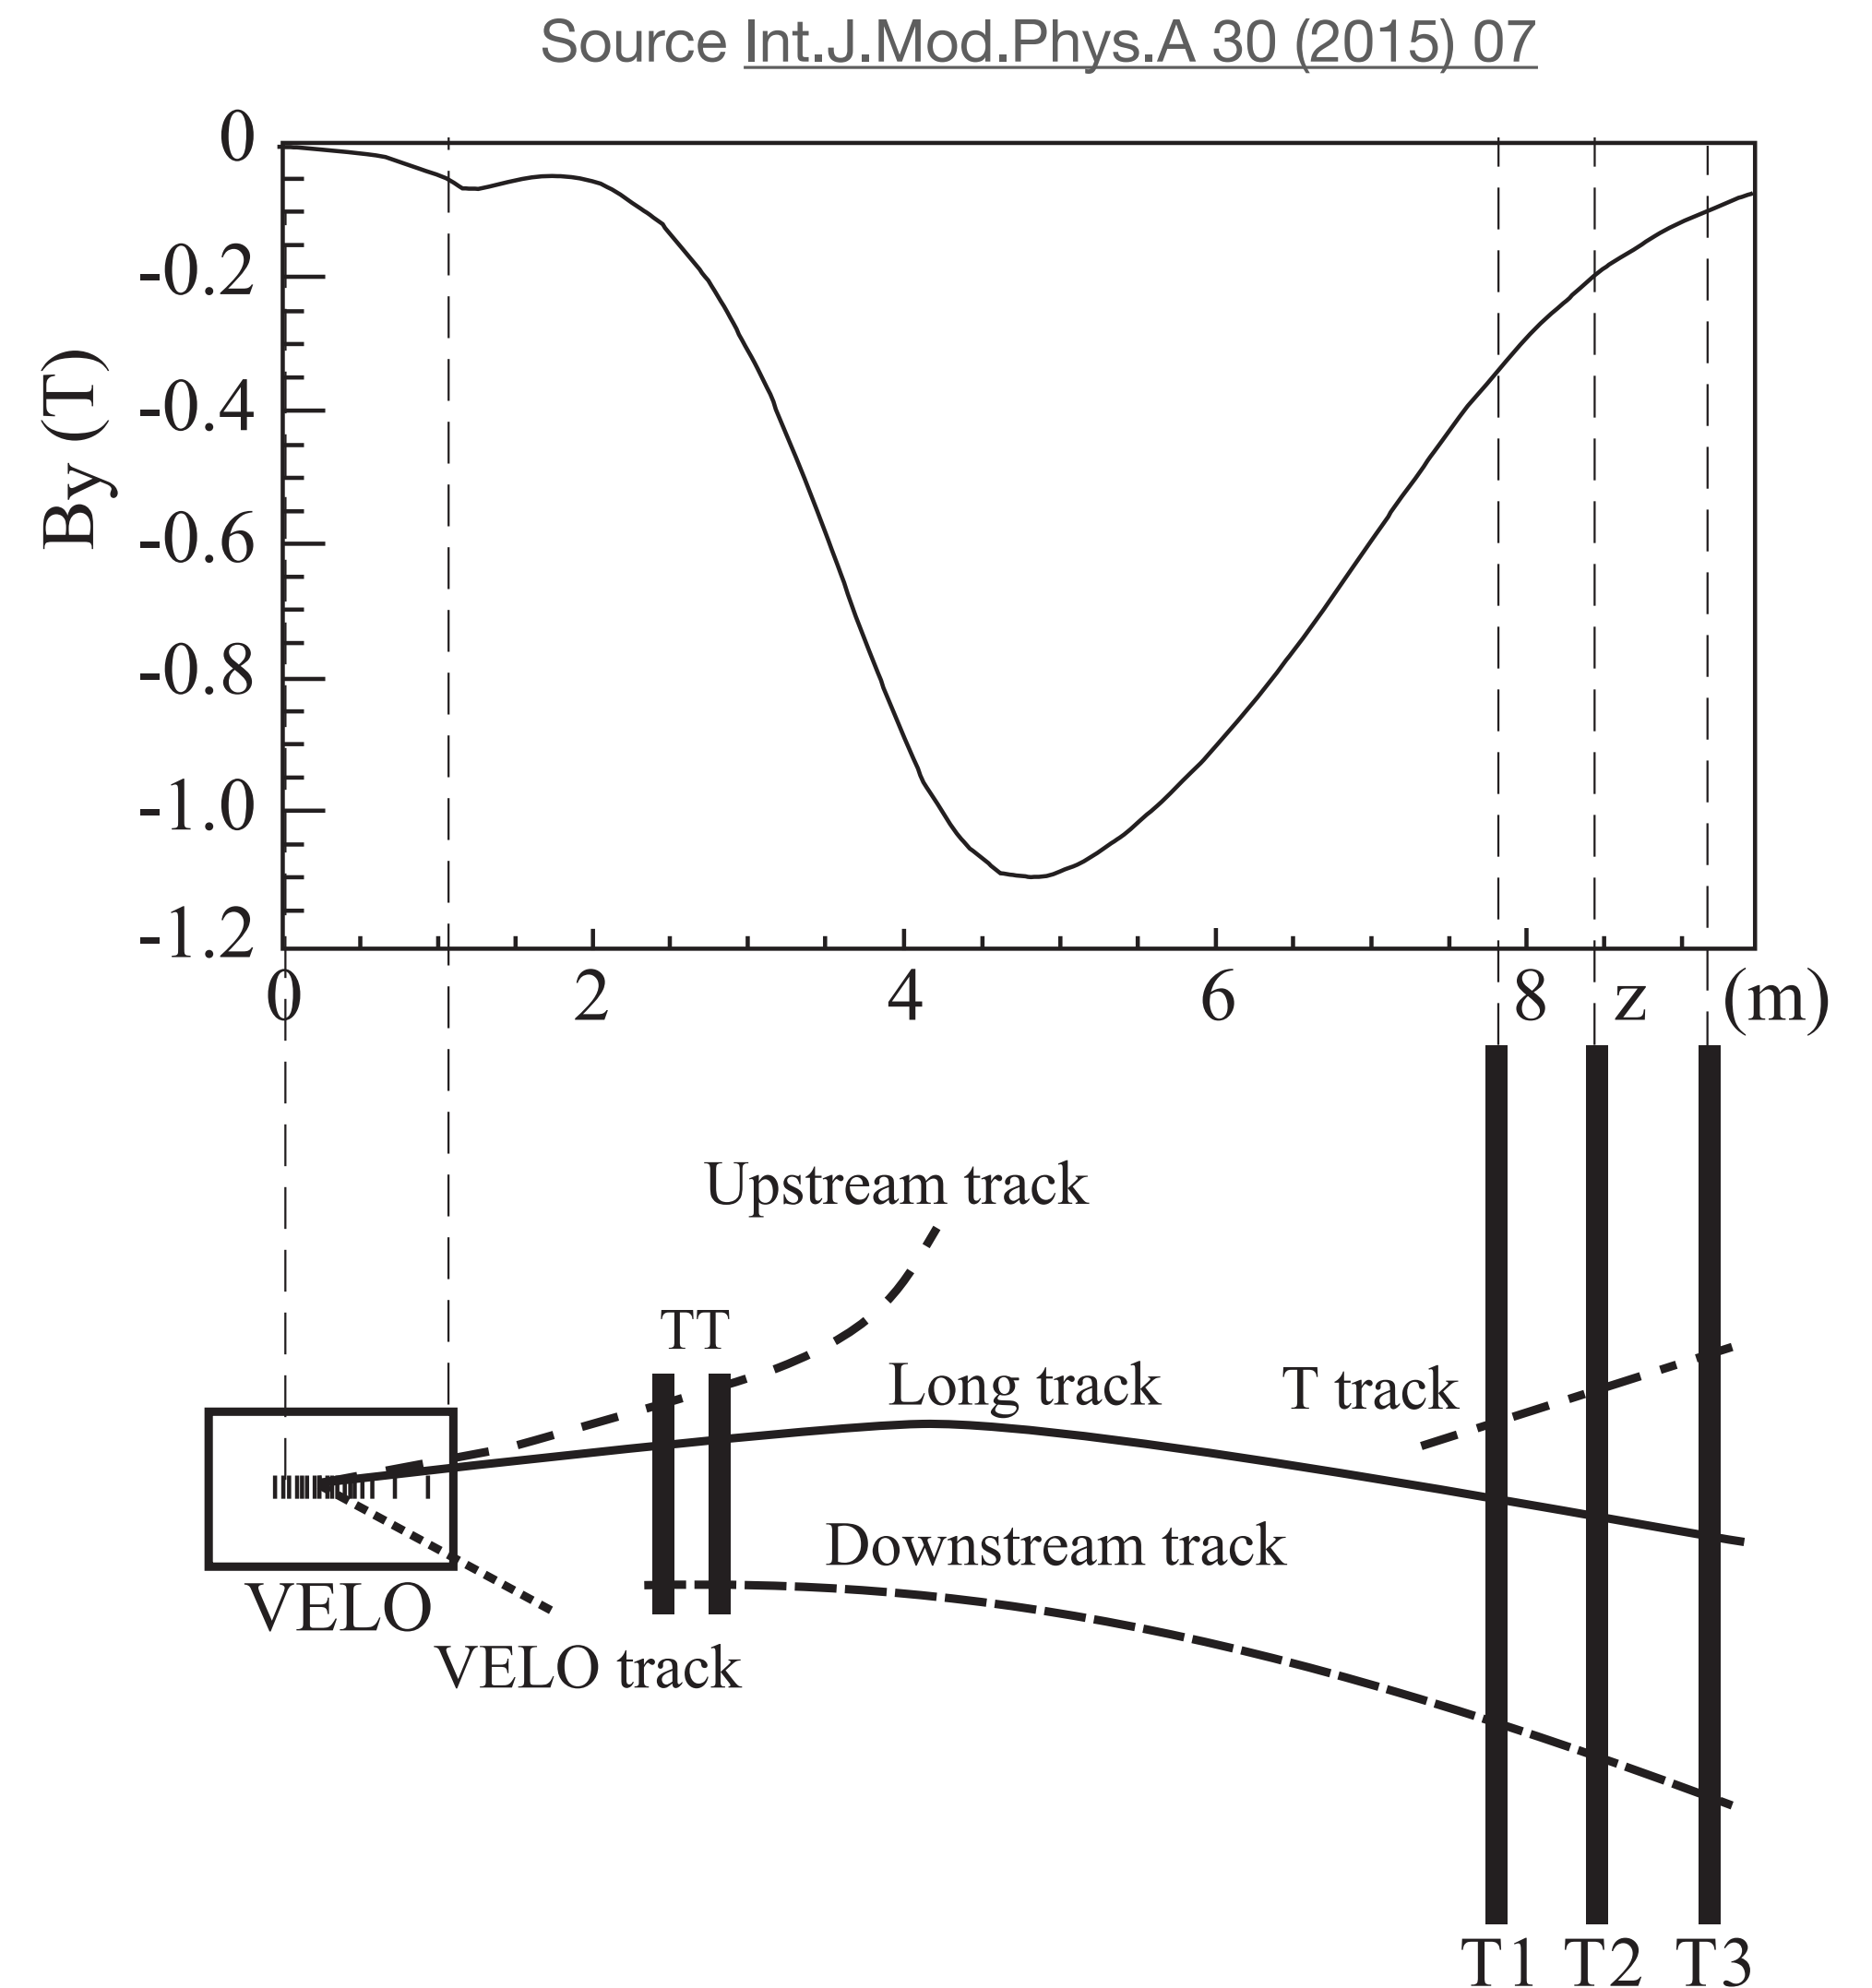 Source Int.J.Mod.Phys.A 30 (2015) 07
0
-0.2
-0.4
-0.6
-0.8
-1.0
-1.2
By (T)
0 2 4 6 8 z (m)
Upstream track
TT
Long track
T track
Downstream track
VELO
VELO track
T1 T2 T3